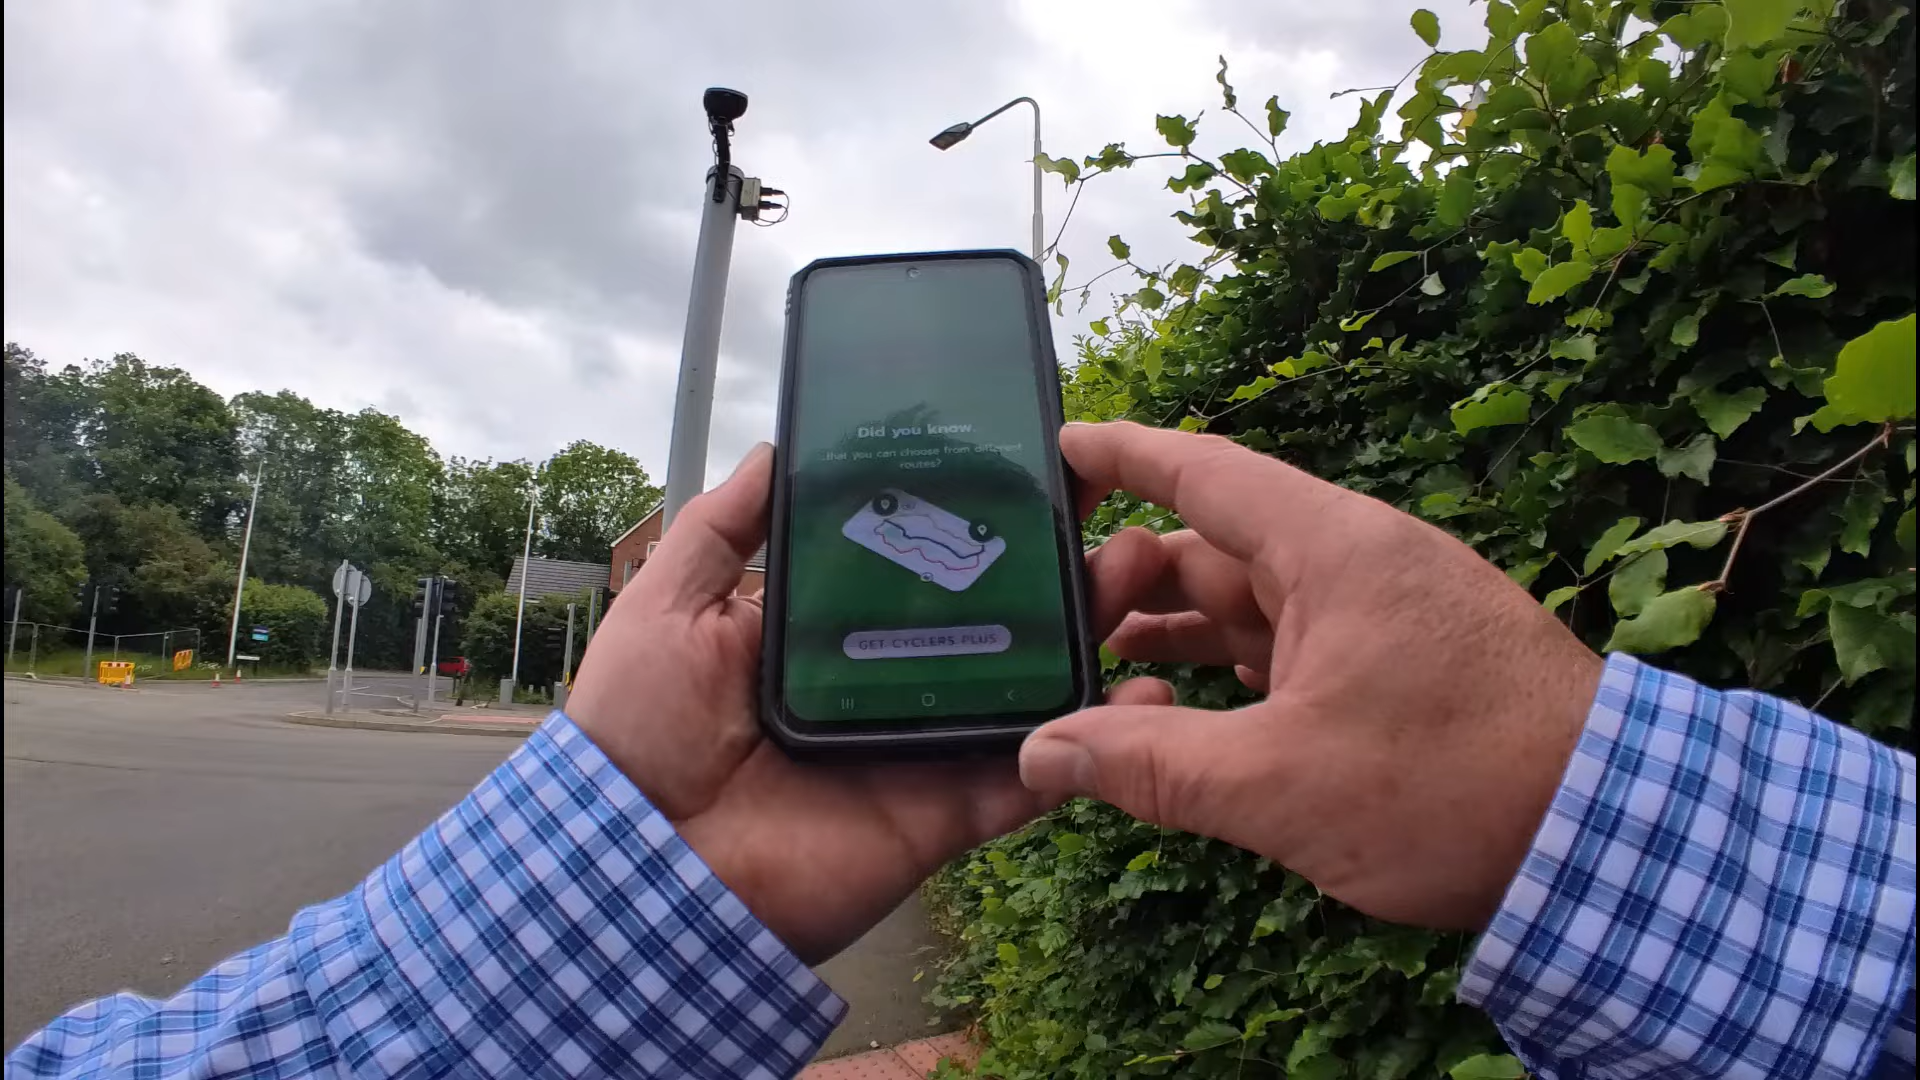 Did you know
...that you can choose from different
routes?
GET CYCLERS PLUS